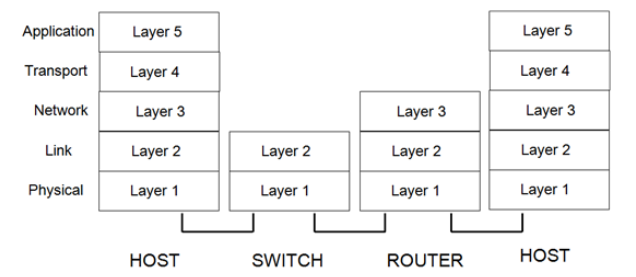 Application Layer 5 Layer 5
Transport Layer 4 Layer 4
Network Layer 3 Layer 3 Layer 3
Link Layer 2 Layer 2 Layer 2 Layer 2
Physical Layer 1 Layer 1 Layer 1 Layer 1
HOST SWITCH ROUTER HOST